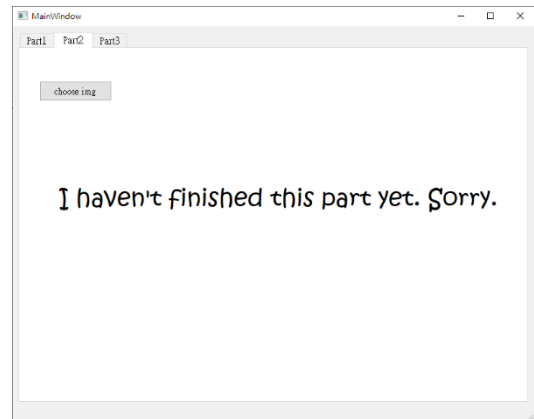 MainWindow
Part1 Part2 Part3
choose img
I haven't finished this part yet. Sorry.